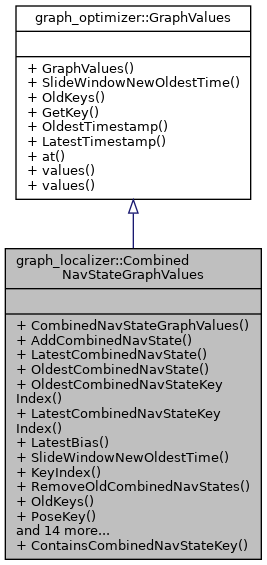 graph_optimizer::GraphValues
+ GraphValues()
+ SlideWindowNewOldestTime()
+ OldKeys()
+ GetKey()
+ OldestTimestamp()
+ LatestTimestamp()
+ at()
+ values()
+ values()
graph_localizer::Combined
NavStateGraphValues
+ CombinedNavStateGraphValues()
+ AddCombinedNavState()
+ LatestCombinedNavState()
+ OldestCombinedNavState()
+ OldestCombinedNavStateKey
Index()
+ LatestCombinedNavStateKey
Index()
+ LatestBias()
+ SlideWindowNewOldestTime()
+ KeyIndex()
+ RemoveOldCombinedNavStates()
+ OldKeys()
+ PoseKey()
and 14 more...
+ ContainsCombinedNavStateKey()